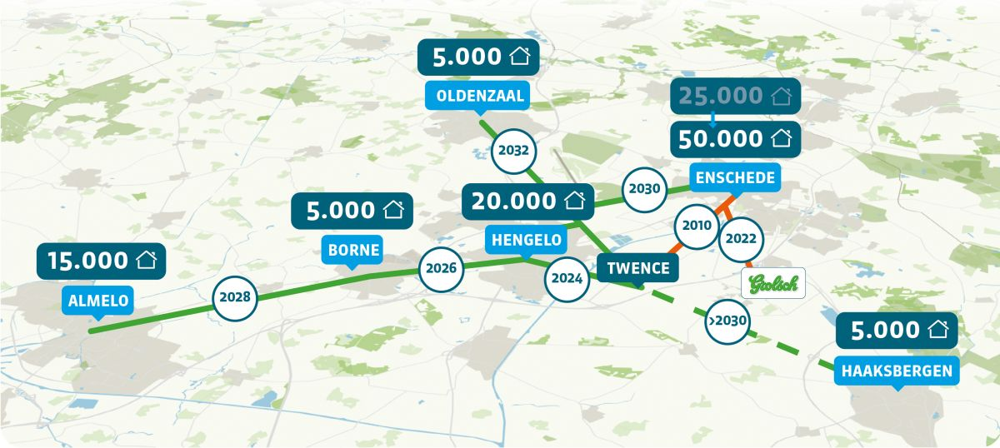 5.000
OLDENZAAL
2032
25.000
50.000
ENSCHEDE
2030
20.000
HENGELO
5.000
BORNE
2010
2022
15.000
ALMELO
2028
2026
2024
TWENCE
Grolsch
>2030
5.000
HAAKSBERGEN